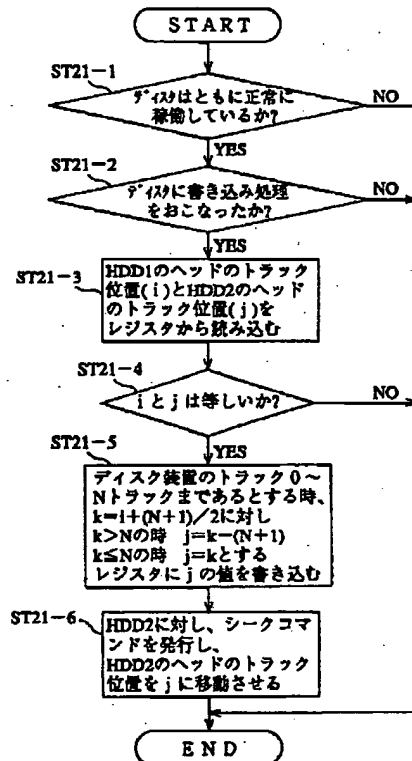 START
ST21-1
ディスクはともに正常に
稼働しているか?
NO
YES
ST21-2
ディスクに書き込み処理
をおこなったか?
NO
YES
ST21-3
HDD1のヘッドのトラック
位置(i)とHDD2のヘッド
のトラック位置(j)を
レジスタから読み込む
ST21-4
iとjは等しいか?
NO
YES
ST21-5
ディスク装置のトラック0~
Nトラックまであるとする時、
k=i+(N+1)/2に対し
k>Nの時 j=k-(N+1)
k≤Nの時 j=kとする
レジスタにjの値を書き込む
ST21-6
HDD2に対し、シークコマ
ンドを発行し、
HDD2のヘッドのトラック
位置をjに移動させる
END